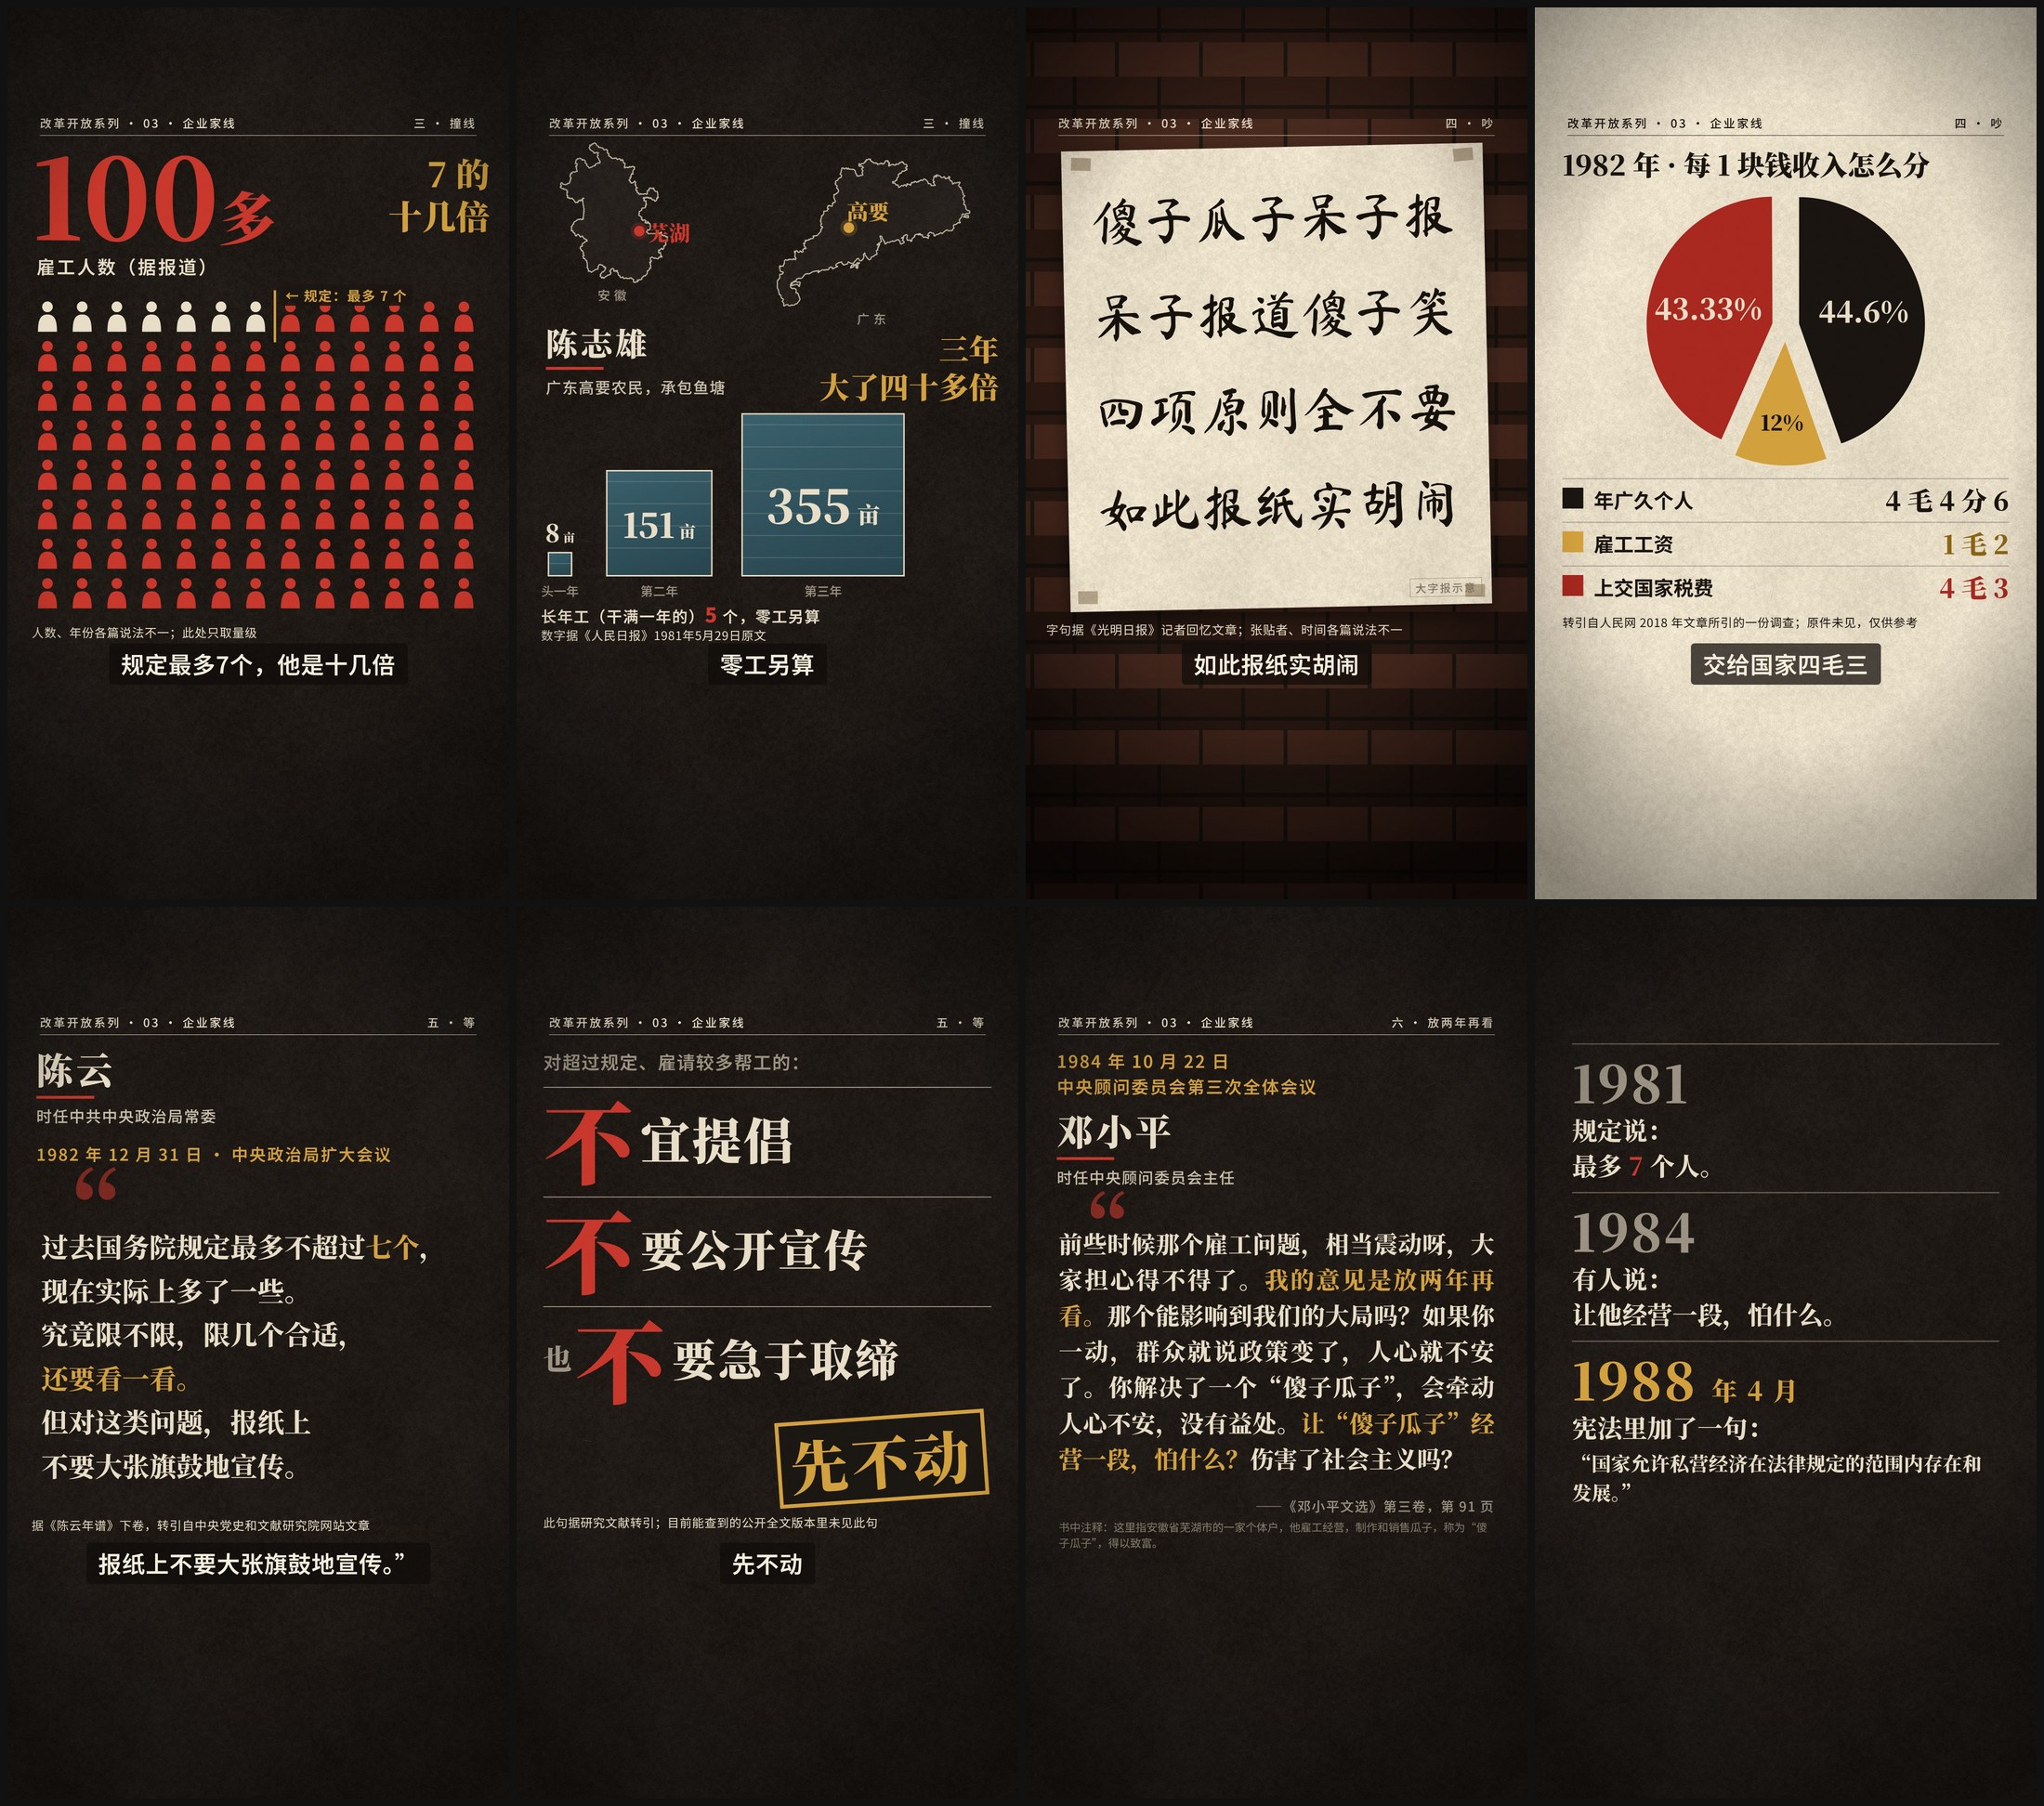 改革开放系列 · 03 · 企业家线
三 · 撞线
100多
7 的
十几倍
雇工人数（据报道）
← 规定：最多 7 个
人数、年份各篇说法不一；此处只取量级
规定最多7个，他是十几倍
改革开放系列 · 03 · 企业家线
三 · 撞线
芜湖
安徽
高要
广东
陈志雄
广东高要农民，承包鱼塘
三年
大了四十多倍
8亩
151亩
355亩
头一年
第二年
第三年
长年工（干满一年的）5 个，零工另算
数字据《人民日报》1981年5月29日原文
零工另算
改革开放系列 · 03 · 企业家线
四 · 吵
傻子瓜子呆子报
呆子报道傻子笑
四项原则全不要
如此报纸实胡闹
大字报示意
字句据《光明日报》记者回忆文章；张贴者、时间各篇说法不一
如此报纸实胡闹
改革开放系列 · 03 · 企业家线
四 · 吵
1982 年 · 每 1 块钱收入怎么分
43.33%
44.6%
12%
年广久个人
4 毛 4 分 6
雇工工资
1 毛 2
上交国家税费
4 毛 3
转引自人民网 2018 年文章所引的一份调查；原件未见，仅供参考
交给国家四毛三
改革开放系列 · 03 · 企业家线
五 · 等
陈云
时任中共中央政治局常委
1982 年 12 月 31 日 · 中央政治局扩大会议
“
过去国务院规定最多不超过七个，
现在实际上多了一些。
究竟限不限，限几个合适，
还要看一看。
但对这类问题，报纸上
不要大张旗鼓地宣传。
据《陈云年谱》下卷，转引自中央党史和文献研究院网站文章
报纸上不要大张旗鼓地宣传。”
改革开放系列 · 03 · 企业家线
五 · 等
对超过规定、雇请较多帮工的：
不宜提倡
不要公开宣传
也不要急于取缔
先不动
此句据研究文献转引；目前能查到的公开全文版本里未见此句
先不动
改革开放系列 · 03 · 企业家线
六 · 放两年再看
1984 年 10 月 22 日
中央顾问委员会第三次全体会议
邓小平
时任中央顾问委员会主任
“
前些时候那个雇工问题，相当震动呀，大
家担心得不得了。我的意见是放两年再
看。那个能影响到我们的大局吗？如果你
一动，群众就说政策变了，人心就不安
了。你解决了一个“傻子瓜子”，会牵动
人心不安，没有益处。让“傻子瓜子”经
营一段，怕什么？伤害了社会主义吗？
——《邓小平文选》第三卷，第 91 页
书中注释：这里指安徽省芜湖市的一家个体户，他雇工经营，制作和销售瓜子，称为“傻
子瓜子”，得以致富。
1981
规定说：
最多 7 个人。
1984
有人说：
让他经营一段，怕什么。
1988 年 4 月
宪法里加了一句：
“国家允许私营经济在法律规定的范围内存在和
发展。”